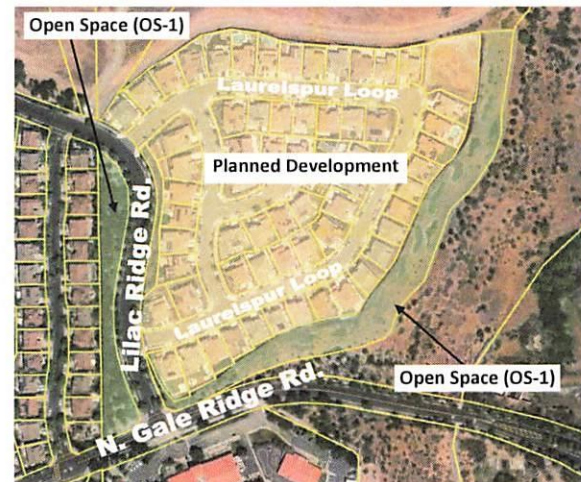 Open Space (OS-1)
Laurelspur Loop
Planned Development
Lilac Ridge Rd.
Laurelspur Loop
Open Space (OS-1)
N. Gale Ridge Rd.